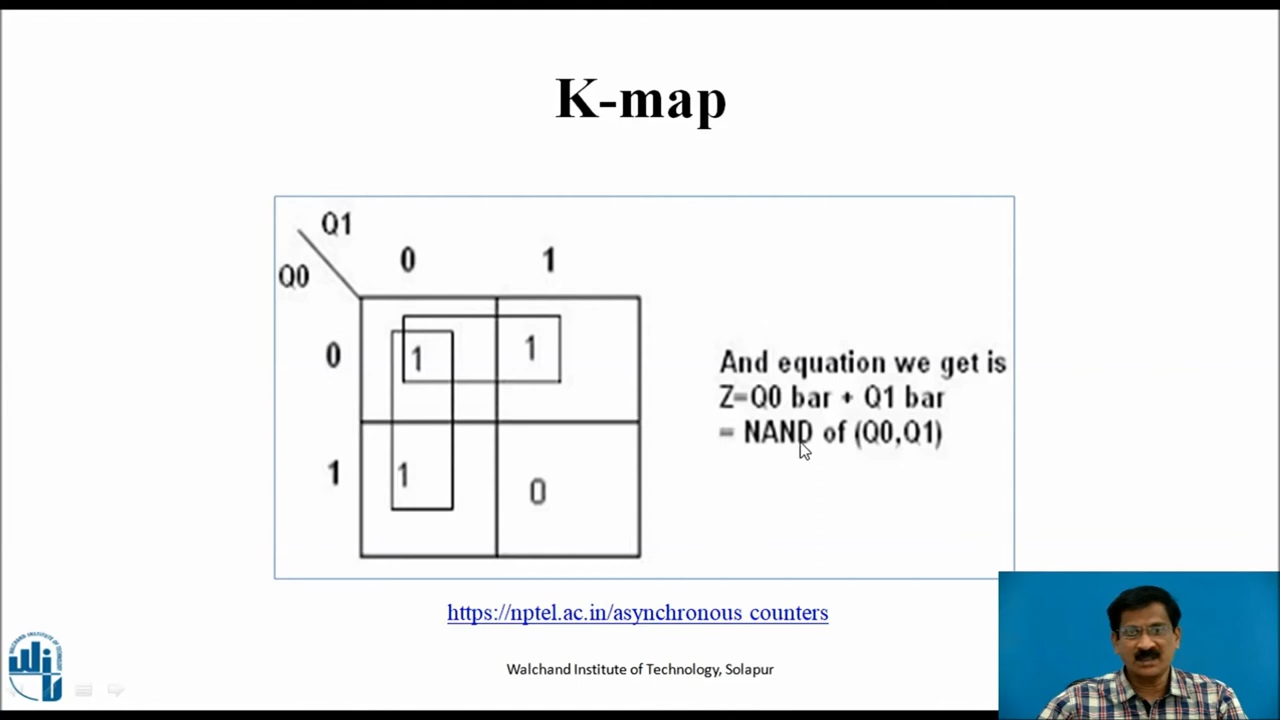 K-map
Q1
Q0
0 1
0 1 1
1 1 0
And equation we get is
Z=Q0 bar + Q1 bar
= NAND of (Q0,Q1)
https://nptel.ac.in/asynchronous counters
Walchand Institute of Technology, Solapur